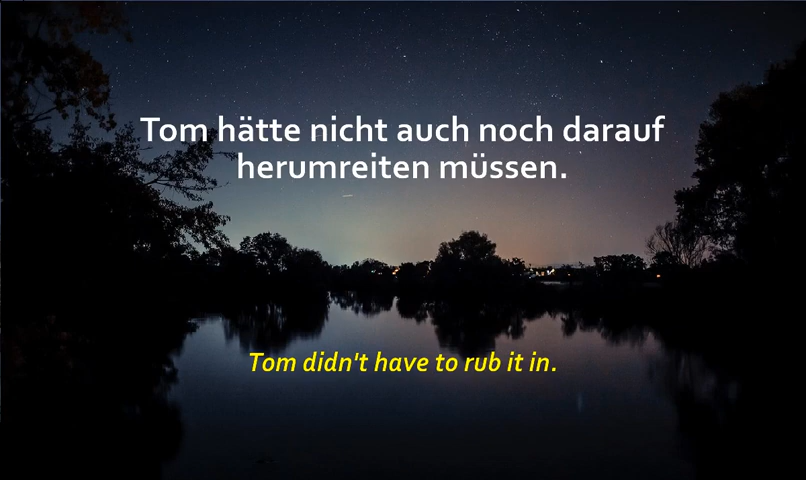 Tom hätte nicht auch noch darauf
herumreiten müssen.
Tom didn't have to rub it in.